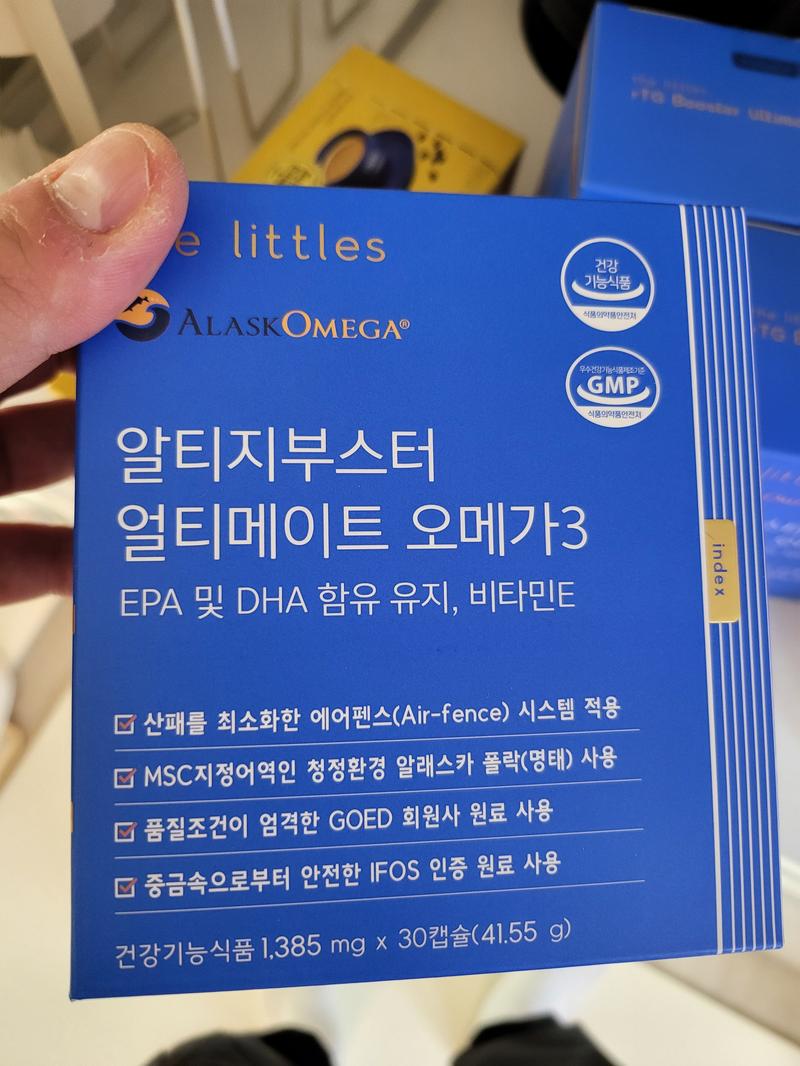 littles
ALASKOMEGA®
건강
기능식품
식품의약품안전처
우수건강기능식품제조기준
GMP
식품의약품안전처
알티지부스터
얼티메이트 오메가3
EPA 및 DHA 함유 유지, 비타민E
index
산패를 최소화한 에어펜스(Air-fence) 시스템 적용
MSC지정어역인 청정환경 알래스카 폴락(명태) 사용
품질조건이 엄격한 GOED 회원사 원료 사용
중금속으로부터 안전한 IFOS 인증 원료 사용
건강기능식품 1,385 mg x 30캡슐(41.55 g)
the littles
rTG Booster Ultima